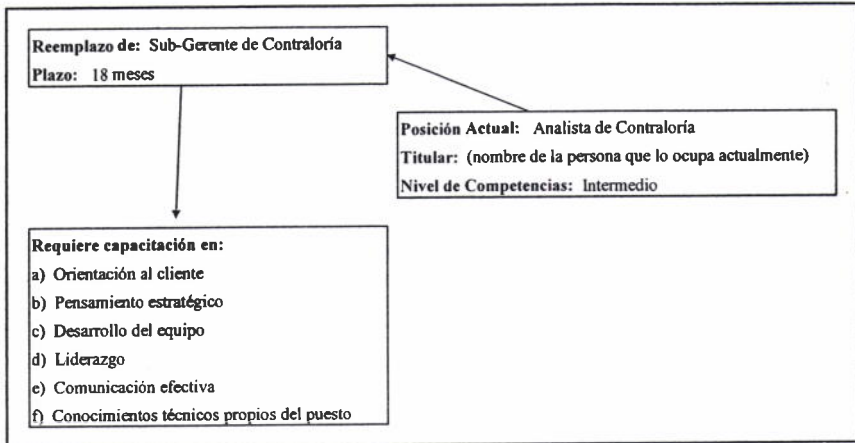 Reemplazo de: Sub-Gerente de Contraloría
Plazo: 18 meses
Posición Actual: Analista de Contraloría
Titular: (nombre de la persona que lo ocupa actualmente)
Nivel de Competencias: Intermedio
Requiere capacitación en:
a) Orientación al cliente
b) Pensamiento estratégico
c) Desarrollo del equipo
d) Liderazgo
e) Comunicación efectiva
f) Conocimientos técnicos propios del puesto